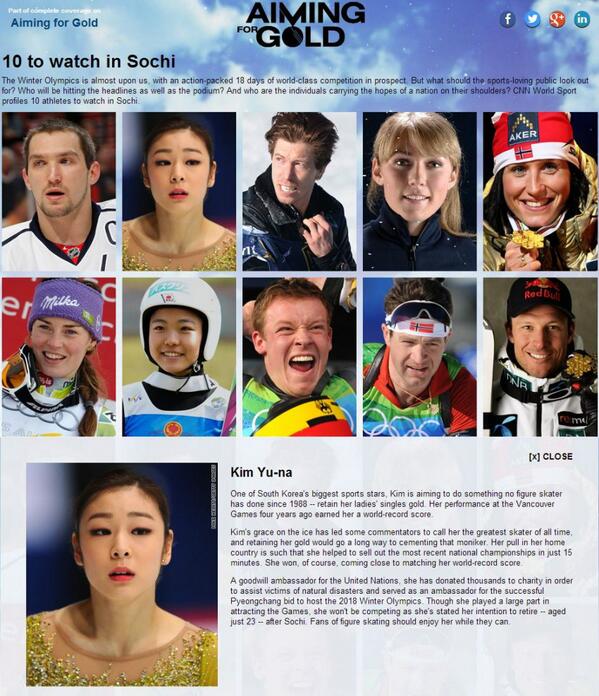 Part of complete coverage on
Aiming for Gold
AIMING
FOR GOLD
10 to watch in Sochi
The Winter Olympics is almost upon us, with an action-packed 18 days of world-class competition in prospect. But what should the sports-loving public look out
for? Who will be hitting the headlines as well as the podium? And who are the individuals carrying the hopes of a nation on their shoulders? CNN World Sport
profiles 10 athletes to watch in Sochi.
AKER
Milka
Red Bull
[x] CLOSE
Kim Yu-na
One of South Korea's biggest sports stars, Kim is aiming to do something no figure skater
has done since 1988 -- retain her ladies' singles gold. Her performance at the Vancouver
Games four years ago earned her a world-record score.
Kim's grace on the ice has led some commentators to call her the greatest skater of all time,
and retaining her gold would go a long way to cementing that moniker. Her pull in her home
country is such that she helped to sell out the most recent national championships in just 15
minutes. She won, of course, coming close to matching her world-record score.
A goodwill ambassador for the United Nations, she has donated thousands to charity in order
to assist victims of natural disasters and served as an ambassador for the successful
Pyeongchang bid to host the 2018 Winter Olympics. Though she played a large part in
attracting the Games, she won't be competing as she's stated her intention to retire -- aged
just 23 -- after Sochi. Fans of figure skating should enjoy her while they can.